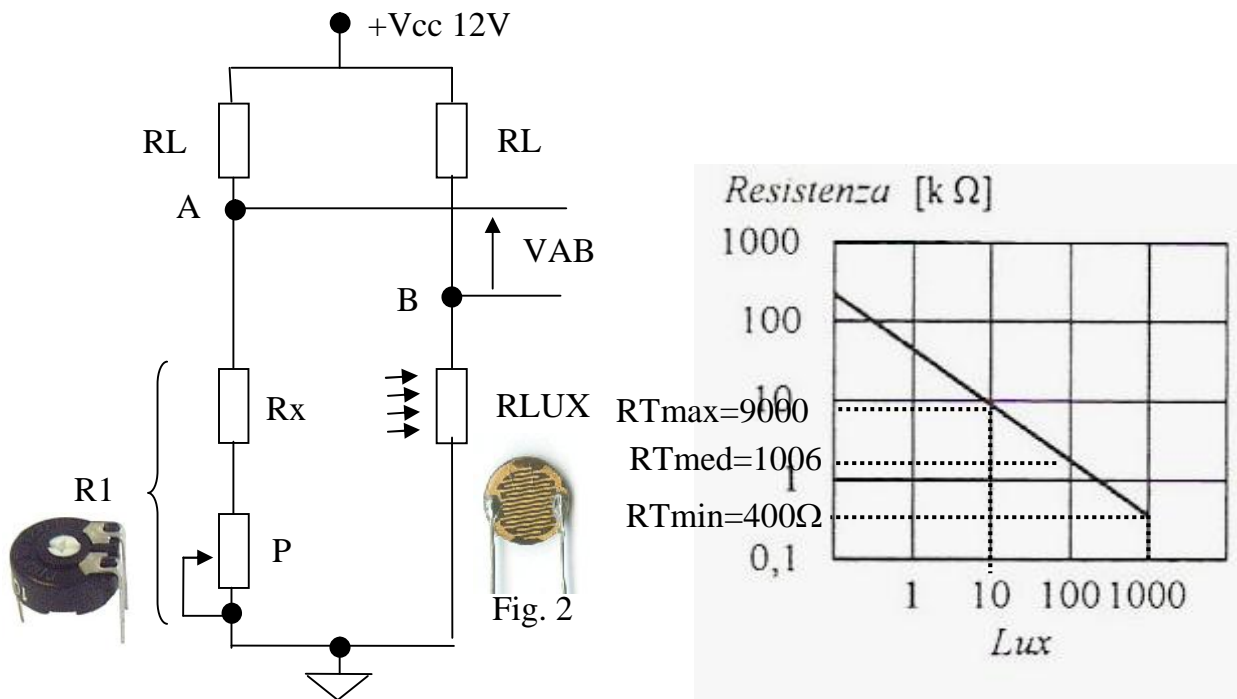 +Vcc 12V
RL
RL
A
VAB
B
Rx
RLUX
R1
P
Fig. 2
Resistenza [k Ω]
1000
100
10
RTmax=9000
RTmed=1006
1
RTmin=400Ω
0,1
1 10 100 1000
Lux